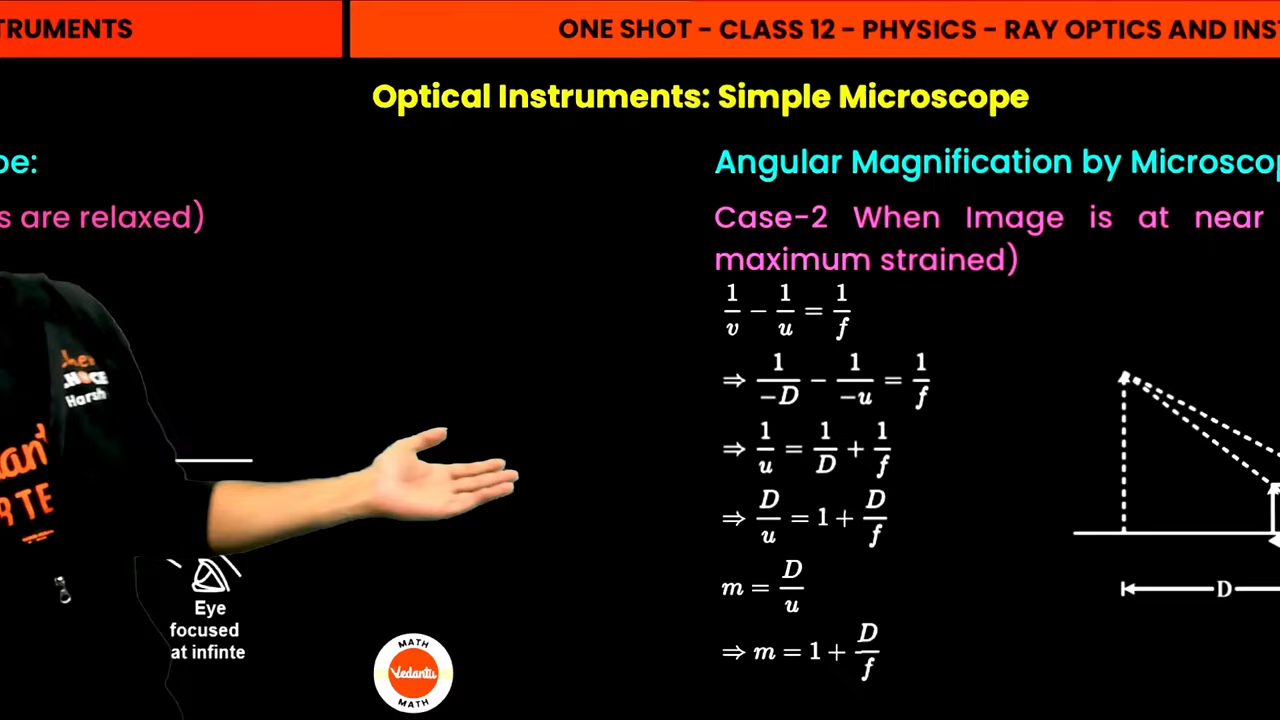 TRUMENTS
ONE SHOT - CLASS 12 - PHYSICS - RAY OPTICS AND INS
Optical Instruments: Simple Microscope
pe:
s are relaxed)
Angular Magnification by Microscop
Case-2 When Image is at near
maximum strained)
1/v - 1/u = 1/f
⇒ 1/-D - 1/-u = 1/f
⇒ 1/u = 1/D + 1/f
⇒ D/u = 1 + D/f
m = D/u
⇒ m = 1 + D/f
D
Eye
focused
at infinte
Harsh
RTE
MATH
Vedantu
MATH